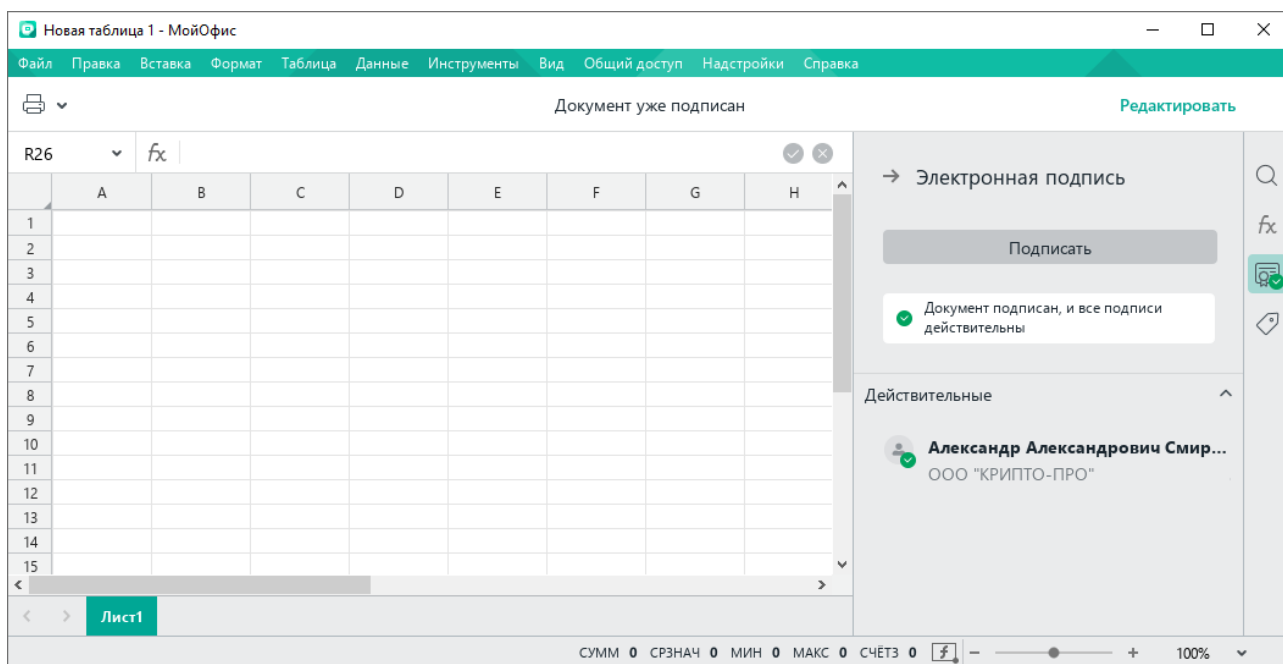 Новая таблица 1 - МойОфис
Файл Правка Вставка Формат Таблица Данные Инструменты Вид Общий доступ Надстройки Справка
Документ уже подписан Редактировать
R26 fx
A B C D E F G H
1
2
3
4
5
6
7
8
9
10
11
12
13
14
15
Электронная подпись
Подписать
Документ подписан, и все подписи
действительны
Действительные
Александр Александрович Смир...
ООО "КРИПТО-ПРО"
fx
Лист1
СУММ 0 СРЗНАЧ 0 МИН 0 МАКС 0 СЧЁТЗ 0 f 100%